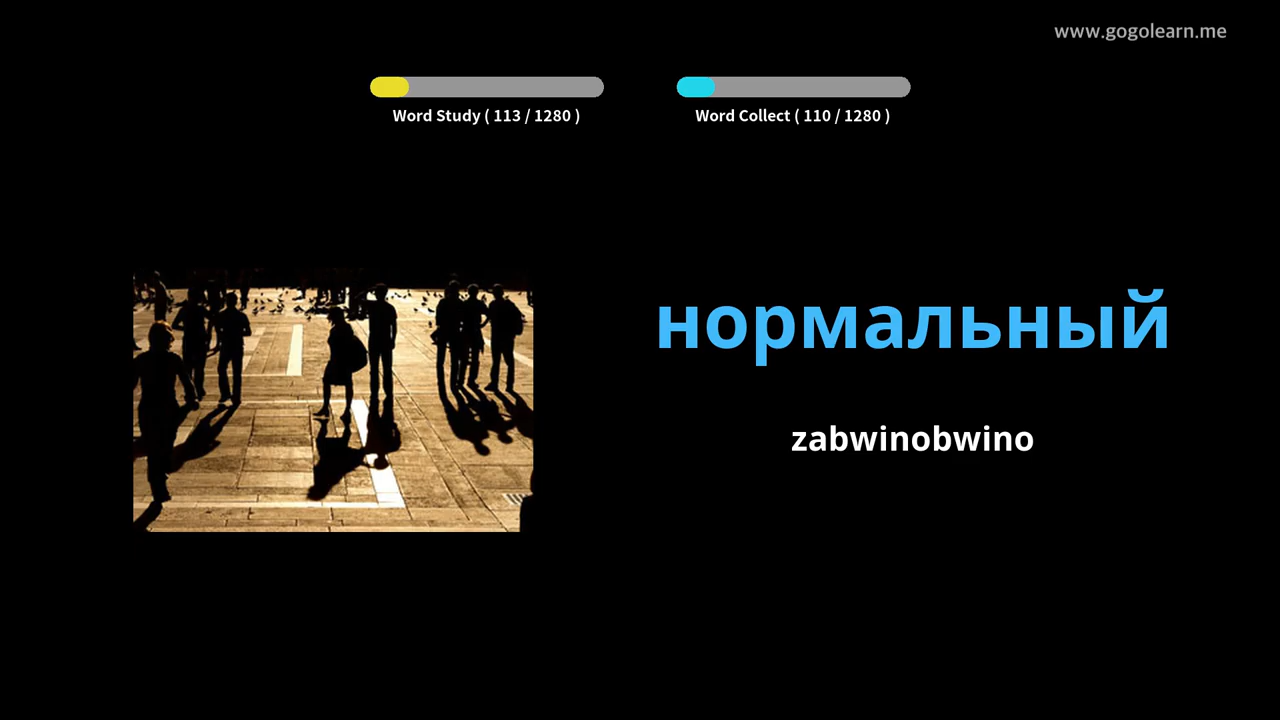 www.gogolearn.me
Word Study ( 113 / 1280 )
Word Collect ( 110 / 1280 )
нормальный
zabwinobwino